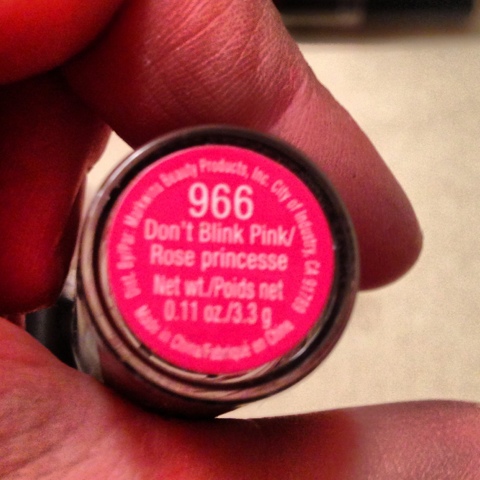 Dist. By/Par: Markwins Beauty Products, Inc. City of Industry, CA 91789
966
Don't Blink Pink/
Rose princesse
Net wt./Poids net
0.11 oz./3.3 g
Made in China/Fabriqué en Chine